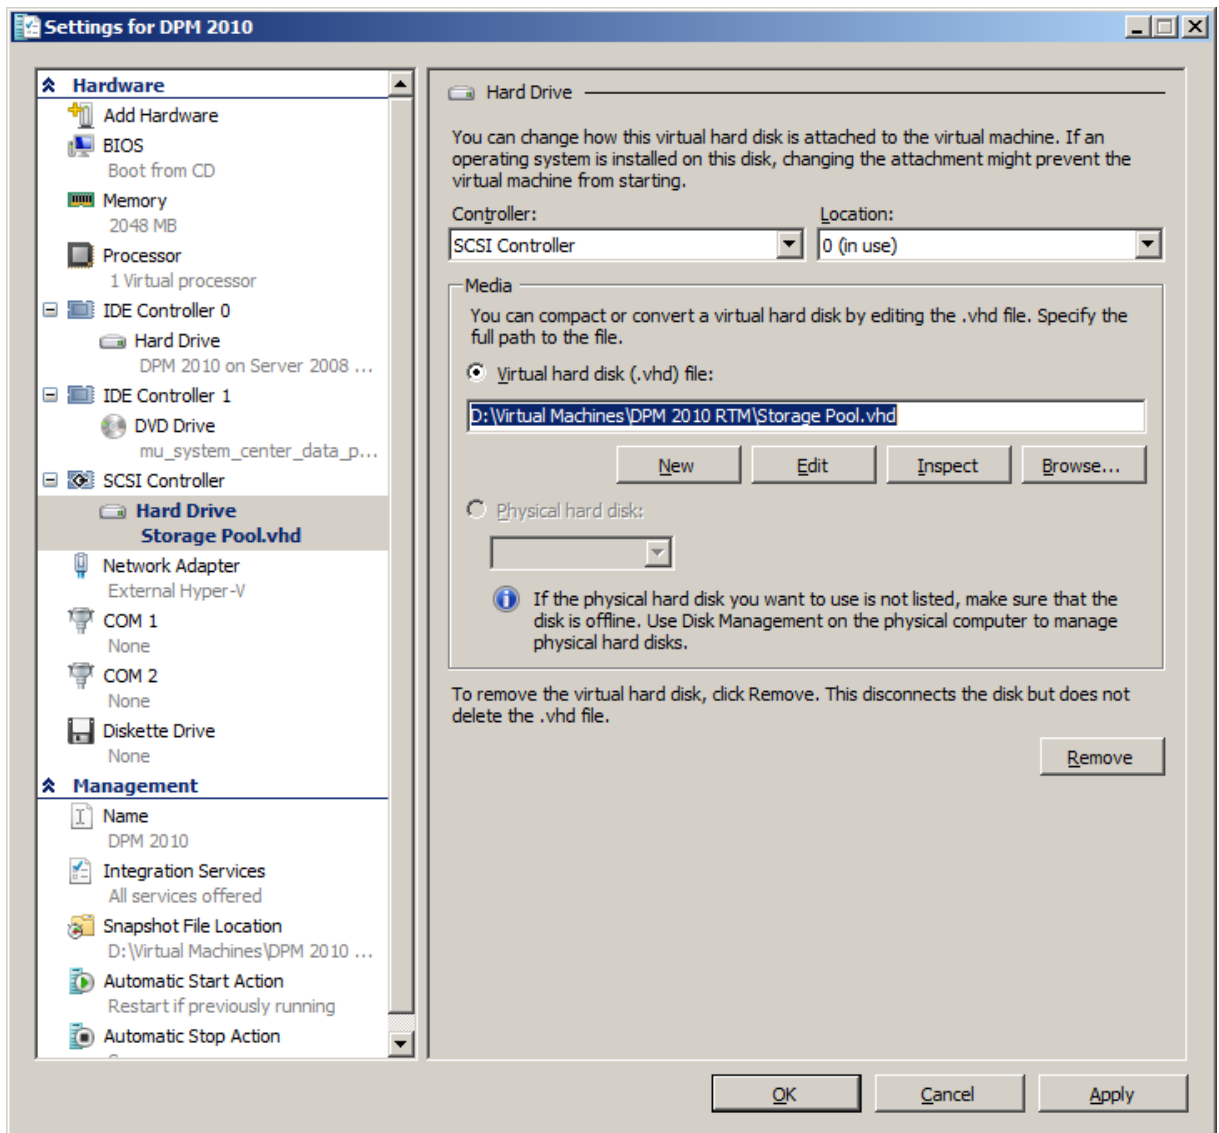 Settings for DPM 2010
Hardware
Add Hardware
BIOS
Boot from CD
Memory
2048 MB
Processor
1 Virtual processor
IDE Controller 0
Hard Drive
DPM 2010 on Server 2008 ...
IDE Controller 1
DVD Drive
mu_system_center_data_p...
SCSI Controller
Hard Drive
Storage Pool.vhd
Network Adapter
External Hyper-V
COM 1
None
COM 2
None
Diskette Drive
None
Management
Name
DPM 2010
Integration Services
All services offered
Snapshot File Location
D:\Virtual Machines\DPM 2010 ...
Automatic Start Action
Restart if previously running
Automatic Stop Action
Hard Drive
You can change how this virtual hard disk is attached to the virtual machine. If an
operating system is installed on this disk, changing the attachment might prevent the
virtual machine from starting.
Controller:
Location:
SCSI Controller
0 (in use)
Media
You can compact or convert a virtual hard disk by editing the .vhd file. Specify the
full path to the file.
Virtual hard disk (.vhd) file:
D:\Virtual Machines\DPM 2010 RTM\Storage Pool.vhd
New
Edit
Inspect
Browse...
Physical hard disk:
If the physical hard disk you want to use is not listed, make sure that the
disk is offline. Use Disk Management on the physical computer to manage
physical hard disks.
To remove the virtual hard disk, click Remove. This disconnects the disk but does not
delete the .vhd file.
Remove
OK
Cancel
Apply